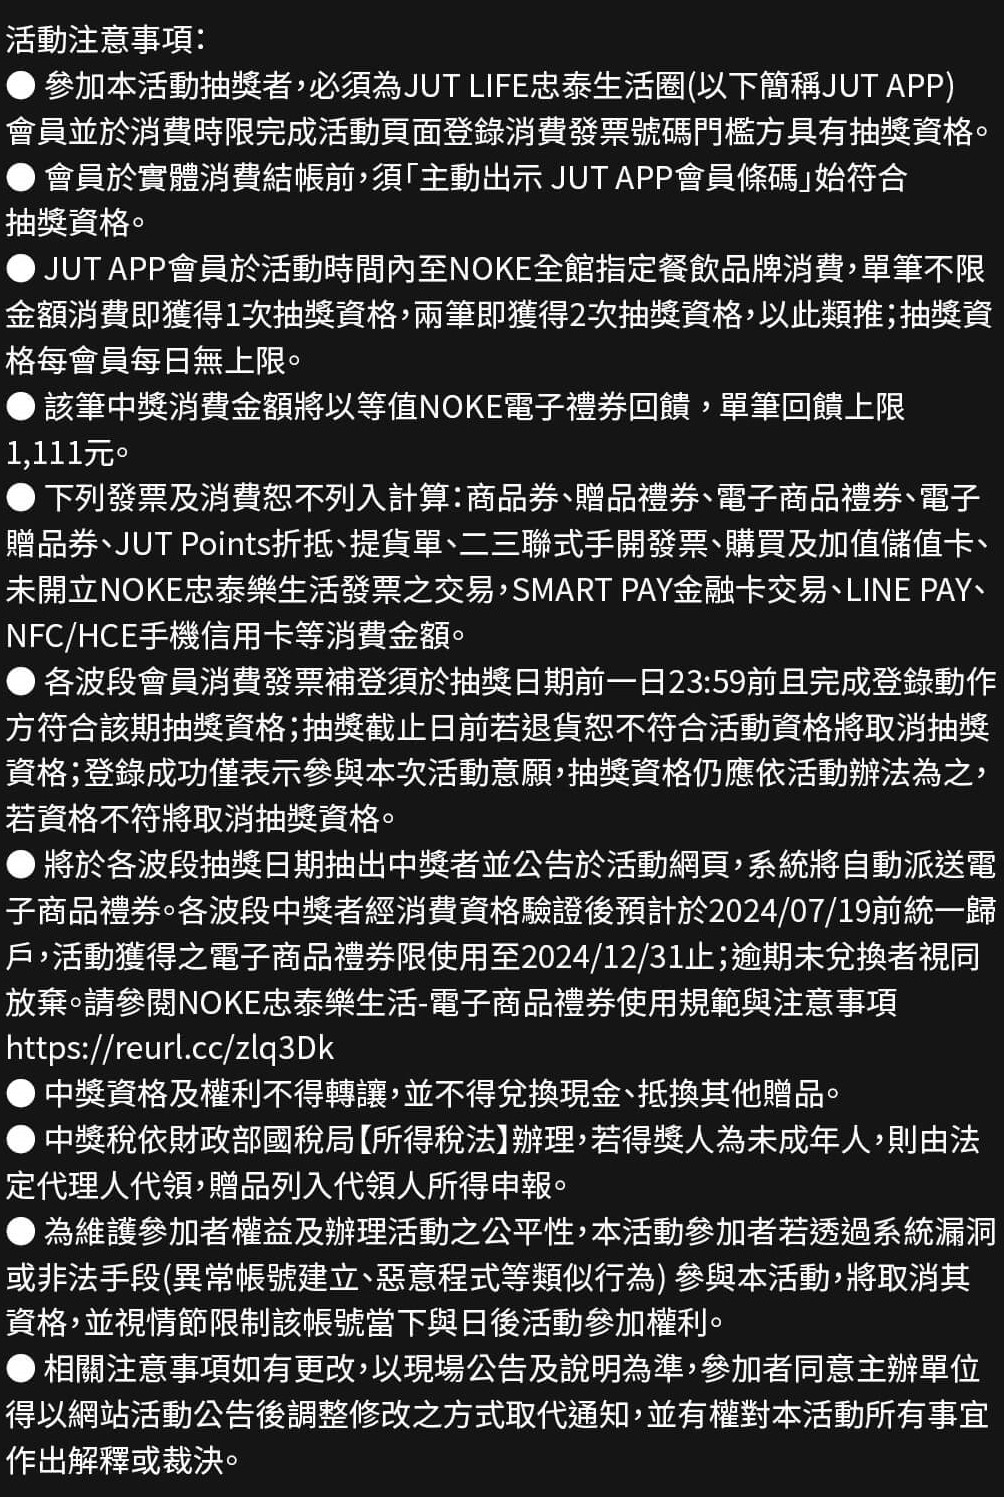 活動注意事項：
● 參加本活動抽獎者，必須為JUT LIFE忠泰生活圈(以下簡稱JUT APP)
會員並於消費時限完成活動頁面登錄消費發票號碼門檻方具有抽獎資格。
● 會員於實體消費結帳前，須「主動出示 JUT APP會員條碼」始符合
抽獎資格。
● JUT APP會員於活動時間內至NOKE全館指定餐飲品牌消費，單筆不限
金額消費即獲得1次抽獎資格，兩筆即獲得2次抽獎資格，以此類推；抽獎資
格每會員每日無上限。
● 該筆中獎消費金額將以等值NOKE電子禮券回饋 ，單筆回饋上限
1,111元。
● 下列發票及消費恕不列入計算：商品券、贈品禮券、電子商品禮券、電子
贈品券、JUT Points折抵、提貨單、二三聯式手開發票、購買及加值儲值卡、
未開立NOKE忠泰樂生活發票之交易，SMART PAY金融卡交易、LINE PAY、
NFC/HCE手機信用卡等消費金額。
● 各波段會員消費發票補登須於抽獎日期前一日23:59前且完成登錄動作
方符合該期抽獎資格；抽獎截止日前若退貨恕不符合活動資格將取消抽獎
資格；登錄成功僅表示參與本次活動意願，抽獎資格仍應依活動辦法為之，
若資格不符將取消抽獎資格。
● 將於各波段抽獎日期抽出中獎者並公告於活動網頁，系統將自動派送電
子商品禮券。各波段中獎者經消費資格驗證後預計於2024/07/19前統一歸
戶，活動獲得之電子商品禮券限使用至2024/12/31止；逾期未兌換者視同
放棄。請參閱NOKE忠泰樂生活-電子商品禮券使用規範與注意事項
https://reurl.cc/zlq3Dk
● 中獎資格及權利不得轉讓，並不得兌換現金、抵換其他贈品。
● 中獎稅依財政部國稅局【所得稅法】辦理，若得獎人為未成年人，則由法
定代理人代領，贈品列入代領人所得申報。
● 為維護參加者權益及辦理活動之公平性，本活動參加者若透過系統漏洞
或非法手段(異常帳號建立、惡意程式等類似行為) 參與本活動，將取消其
資格，並視情節限制該帳號當下與日後活動參加權利。
● 相關注意事項如有更改，以現場公告及說明為準，參加者同意主辦單位
得以網站活動公告後調整修改之方式取代通知，並有權對本活動所有事宜
作出解釋或裁決。